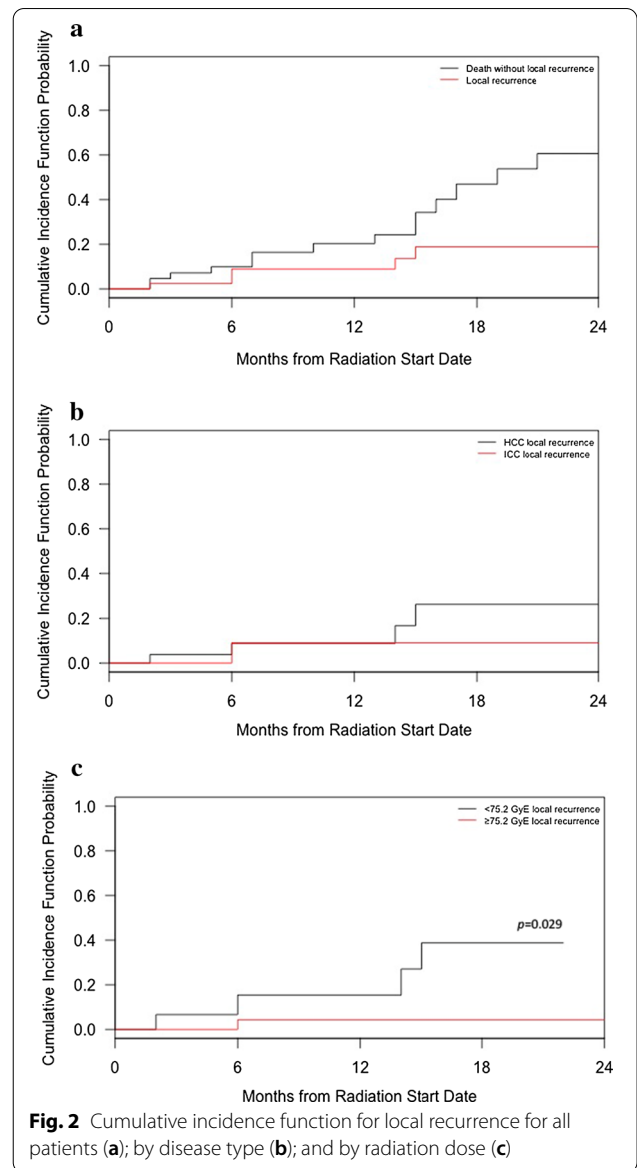 a
Cumulative Incidence Function Probability
1.0
0.8
0.6
0.4
0.2
0.0
Death without local recurrence
Local recurrence
0 6 12 18 24
Months from Radiation Start Date
b
Cumulative Incidence Function Probability
1.0
0.8
0.6
0.4
0.2
0.0
HCC local recurrence
ICC local recurrence
0 6 12 18 24
Months from Radiation Start Date
c
Cumulative Incidence Function Probability
1.0
0.8
0.6
0.4
0.2
0.0
<75.2 GyE local recurrence
≥75.2 GyE local recurrence
p=0.029
0 6 12 18 24
Months from Radiation Start Date
Fig. 2 Cumulative incidence function for local recurrence for all
patients (a); by disease type (b); and by radiation dose (c)